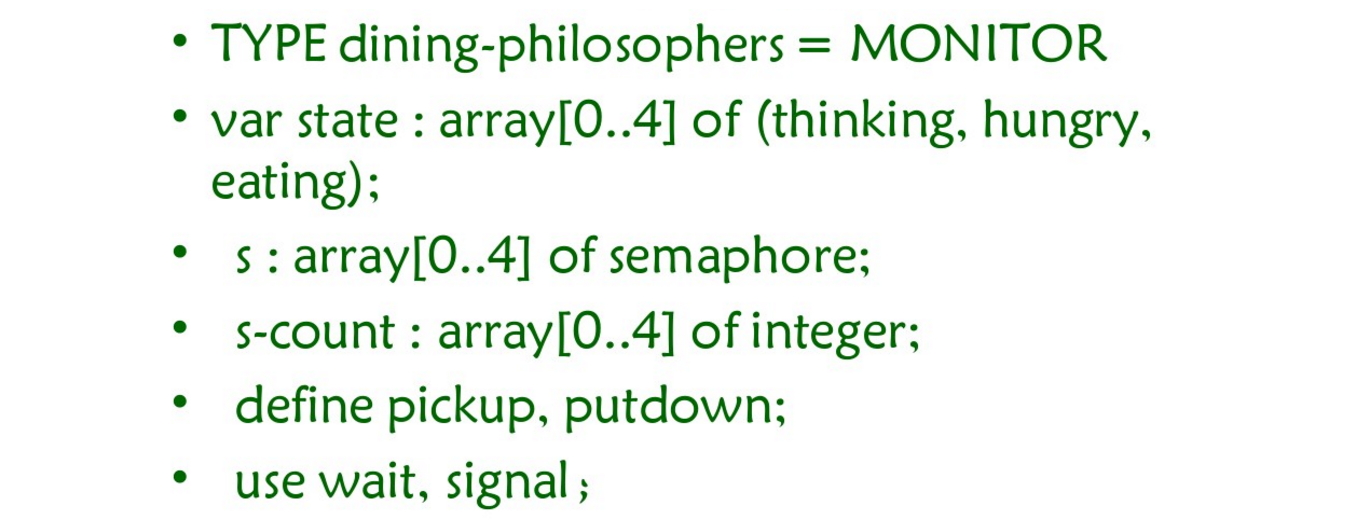 • TYPE dining-philosophers = MONITOR
• var state : array[0..4] of (thinking, hungry,
eating);
• s : array[0..4] of semaphore;
• s-count : array[0..4] of integer;
• define pickup, putdown;
• use wait, signal ;